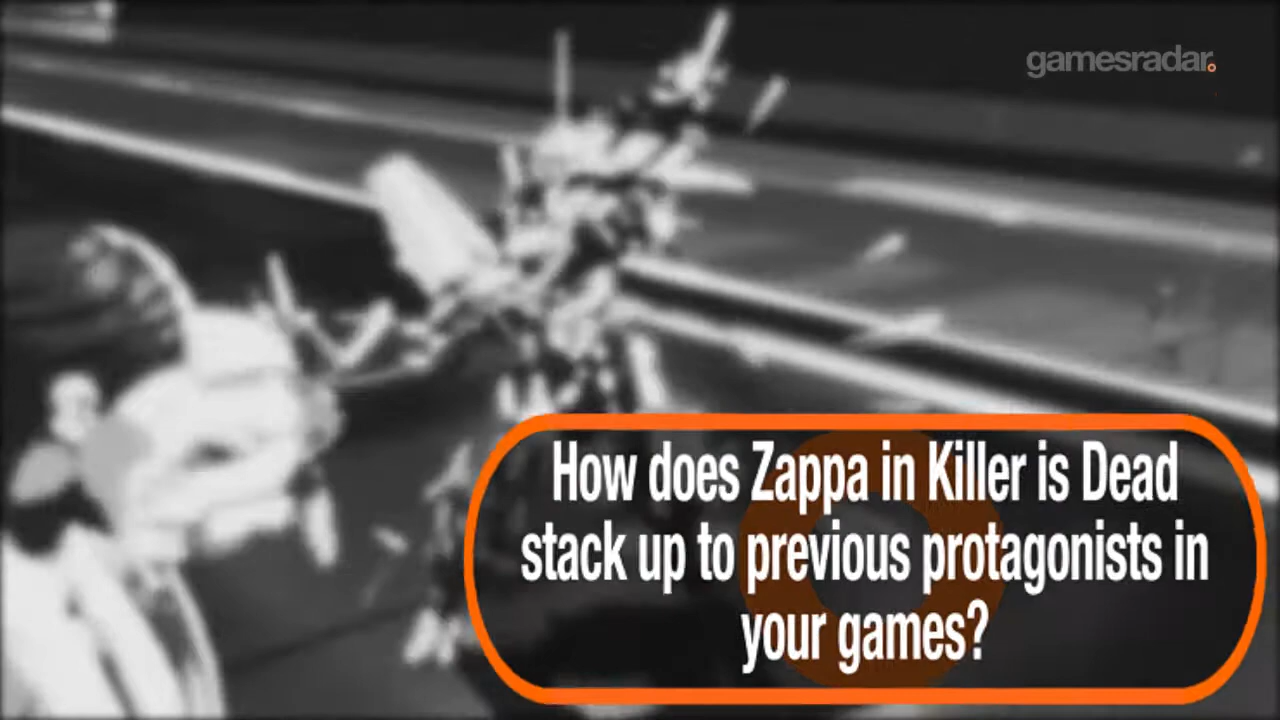 gamesradar.
How does Zappa in Killer is Dead
stack up to previous protagonists in
your games?